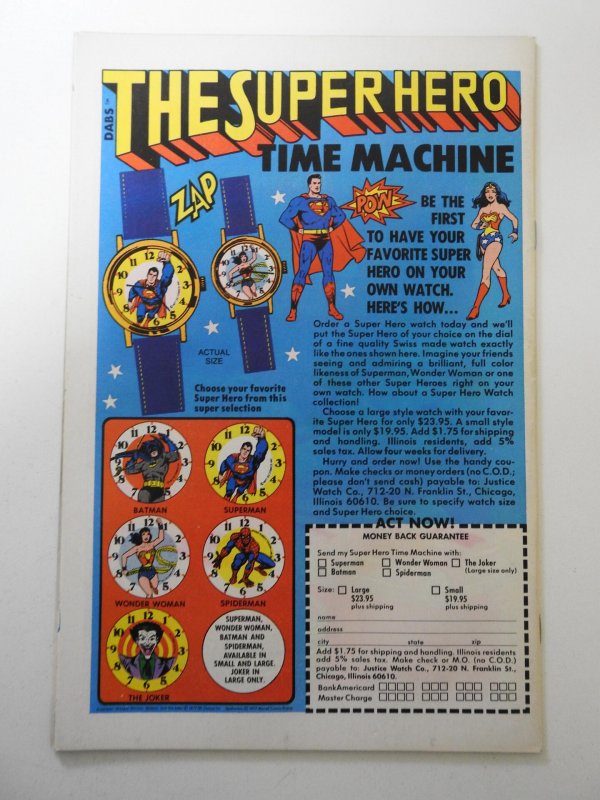 DABS
THE SUPER HERO
TIME MACHINE
ZAP
POW
BE THE
FIRST
TO HAVE YOUR
FAVORITE SUPER
HERO ON YOUR
OWN WATCH.
HERE'S HOW...
ACTUAL
SIZE
Choose your favorite
Super Hero from this
super selection
Order a Super Hero watch today and we'll
put the Super Hero of your choice on the dial
of a fine quality Swiss made watch exactly
like the ones shown here. Imagine your friends
seeing and admiring a brilliant, full color
likeness of Superman, Wonder Woman or one
of these other Super Heroes right on your
own watch. How about a Super Hero Watch
collection!
Choose a large style watch with your favor-
ite Super Hero for only $23.95. A small style
model is only $19.95. Add $1.75 for shipping
and handling. Illinois residents, add 5%
sales tax. Allow four weeks for delivery.
Hurry and order now! Use the handy cou-
pon. Make checks or money orders (no C.O.D.;
please don't send cash) payable to: Justice
Watch Co., 712-20 N. Franklin St., Chicago,
Illinois 60610. Be sure to specify watch size
and Super Hero choice.
BATMAN
SUPERMAN
WONDER WOMAN
SPIDERMAN
THE JOKER
SUPERMAN,
WONDER WOMAN,
BATMAN AND
SPIDERMAN,
AVAILABLE IN
SMALL AND LARGE.
JOKER IN
LARGE ONLY.
ACT NOW!
MONEY BACK GUARANTEE
Send my Super Hero Time Machine with:
Superman Wonder Woman The Joker
Batman Spiderman (Large size only)
Size: Large Small
$23.95 $19.95
plus shipping plus shipping
name
address
city state zip
Add $1.75 for shipping and handling. Illinois residents
add 5% sales tax. Make check or M.O. (no C.O.D.)
payable to: Justice Watch Co., 712-20 N. Franklin St.,
Chicago, Illinois 60610.
BankAmericard
Master Charge